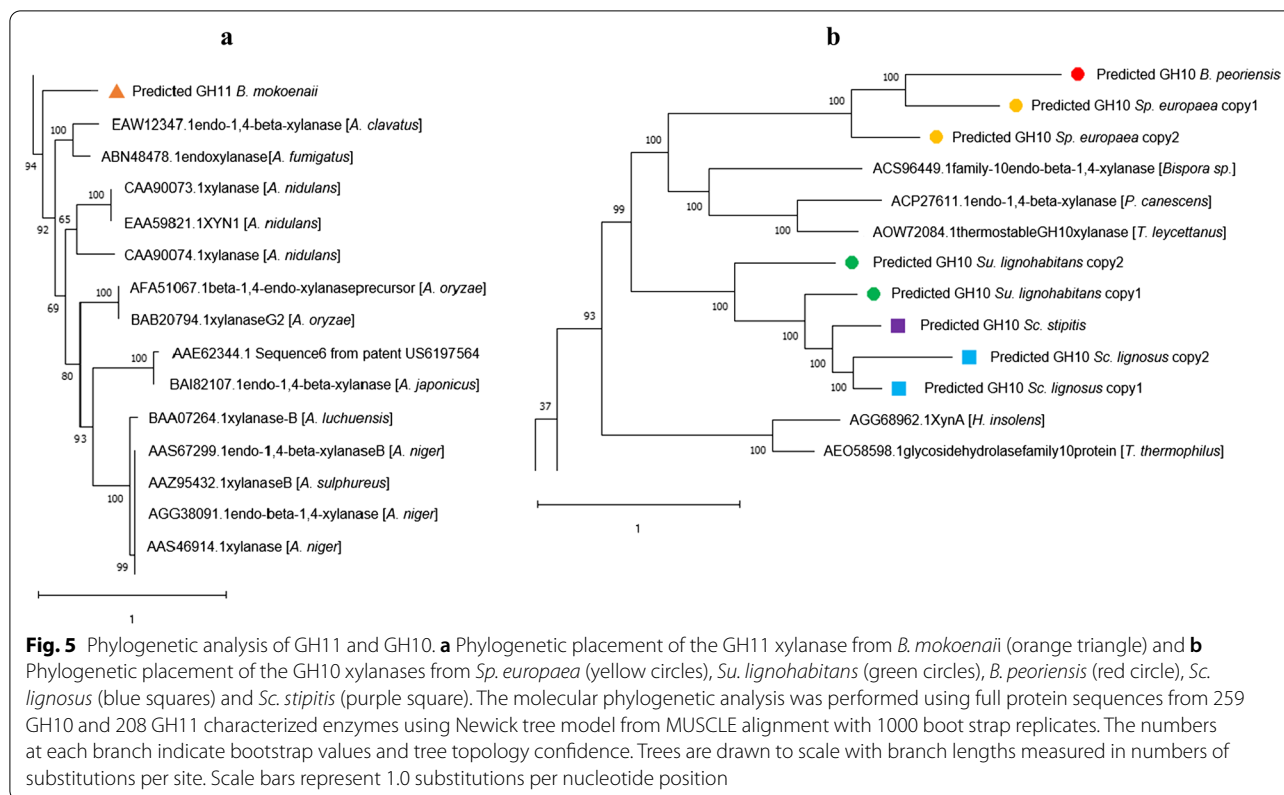 a
Predicted GH11 B. mokoenaii
EAW12347.1endo-1,4-beta-xylanase [A. clavatus]
100
ABN48478.1endoxylanase[A. fumigatus]
94
CAA90073.1xylanase [A. nidulans]
100
65
EAA59821.1XYN1 [A. nidulans]
92
CAA90074.1xylanase [A. nidulans]
AFA51067.1beta-1,4-endo-xylanaseprecursor [A. oryzae]
100
69
BAB20794.1xylanaseG2 [A. oryzae]
AAE62344.1 Sequence6 from patent US6197564
100
80
BAI82107.1endo-1,4-beta-xylanase [A. japonicus]
BAA07264.1xylanase-B [A. luchuensis]
93
AAS67299.1endo-1,4-beta-xylanaseB [A. niger]
AAZ95432.1xylanaseB [A. sulphureus]
100
AGG38091.1endo-beta-1,4-xylanase [A. niger]
AAS46914.1xylanase [A. niger]
99
1
b
Predicted GH10 B. peoriensis
100
100
Predicted GH10 Sp. europaea copy1
Predicted GH10 Sp. europaea copy2
100
ACS96449.1family-10endo-beta-1,4-xylanase [Bispora sp.]
ACP27611.1endo-1,4-beta-xylanase [P. canescens]
100
100
AOW72084.1thermostableGH10xylanase [T. leycettanus]
99
Predicted GH10 Su. lignohabitans copy2
Predicted GH10 Su. lignohabitans copy1
100
Predicted GH10 Sc. stipitis
100
93
Predicted GH10 Sc. lignosus copy2
100
100
Predicted GH10 Sc. lignosus copy1
37
AGG68962.1XynA [H. insolens]
100
AEO58598.1glycosidehydrolasefamily10protein [T. thermophilus]
1
Fig. 5 Phylogenetic analysis of GH11 and GH10. a Phylogenetic placement of the GH11 xylanase from B. mokoenaii (orange triangle) and b
Phylogenetic placement of the GH10 xylanases from Sp. europaea (yellow circles), Su. lignohabitans (green circles), B. peoriensis (red circle), Sc.
lignosus (blue squares) and Sc. stipitis (purple square). The molecular phylogenetic analysis was performed using full protein sequences from 259
GH10 and 208 GH11 characterized enzymes using Newick tree model from MUSCLE alignment with 1000 boot strap replicates. The numbers
at each branch indicate bootstrap values and tree topology confidence. Trees are drawn to scale with branch lengths measured in numbers of
substitutions per site. Scale bars represent 1.0 substitutions per nucleotide position